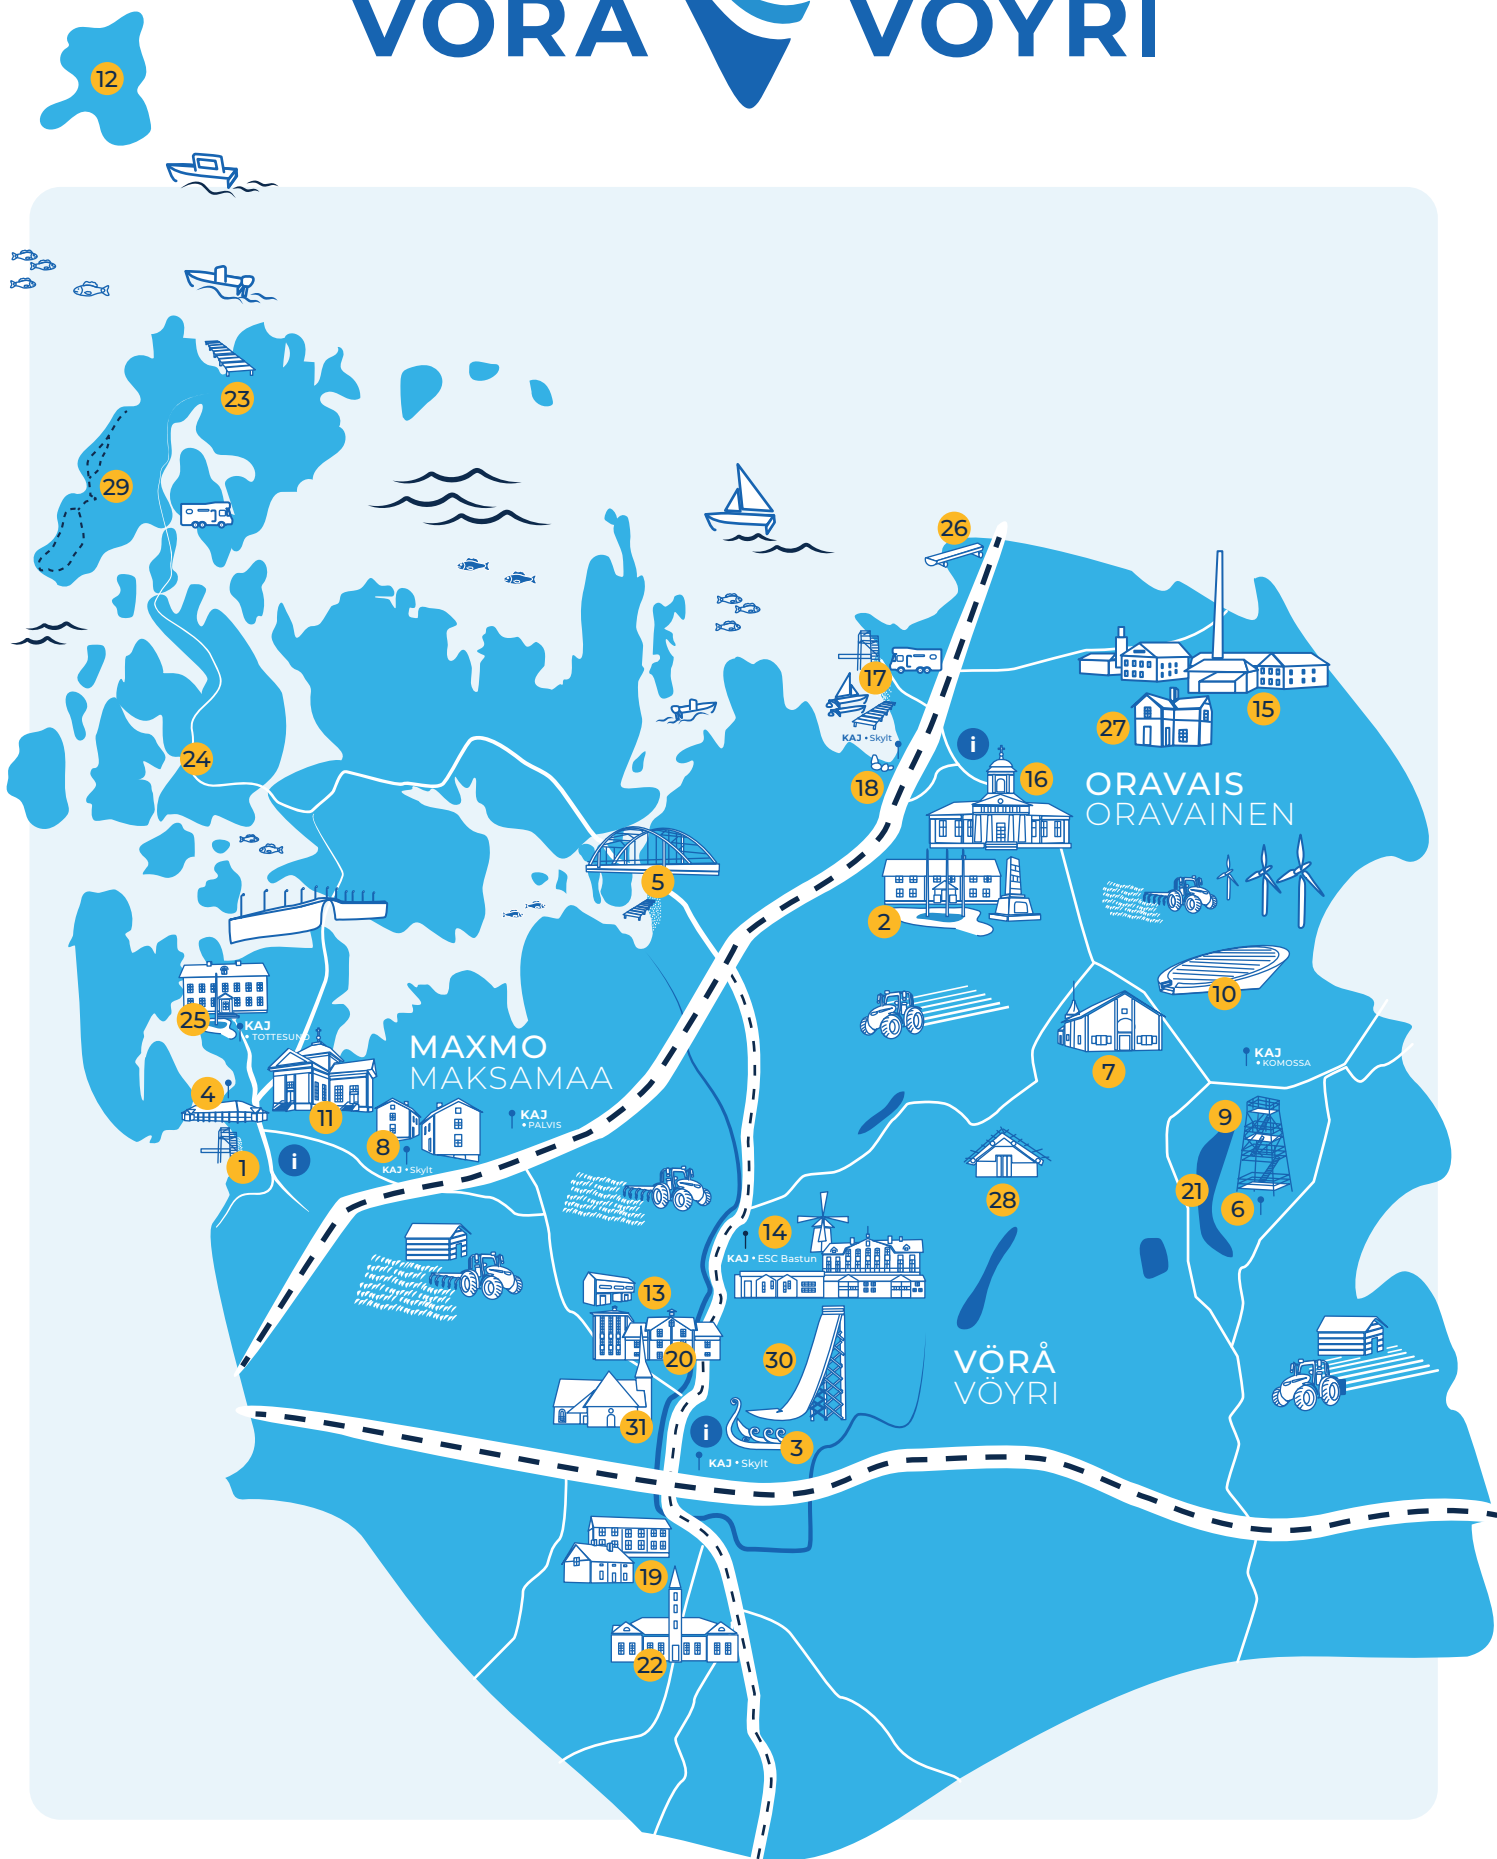 VÖRÅ VÖYRI
12
23
29
26
17
15
27
24
KAJ • Skylt
i
18
16
ORAVAIS
ORAVAINEN
5
2
10
25
KAJ
• TOTTESUND
MAXMO
MAKSAMAA
KAJ
• KOMOSSA
7
4
11
KAJ
• PALVIS
9
8
1
i
KAJ • Skylt
28
21
6
14
KAJ • ESC Bastun
13
20
30
VÖRÅ
VÖYRI
31
i
3
KAJ • Skylt
19
22